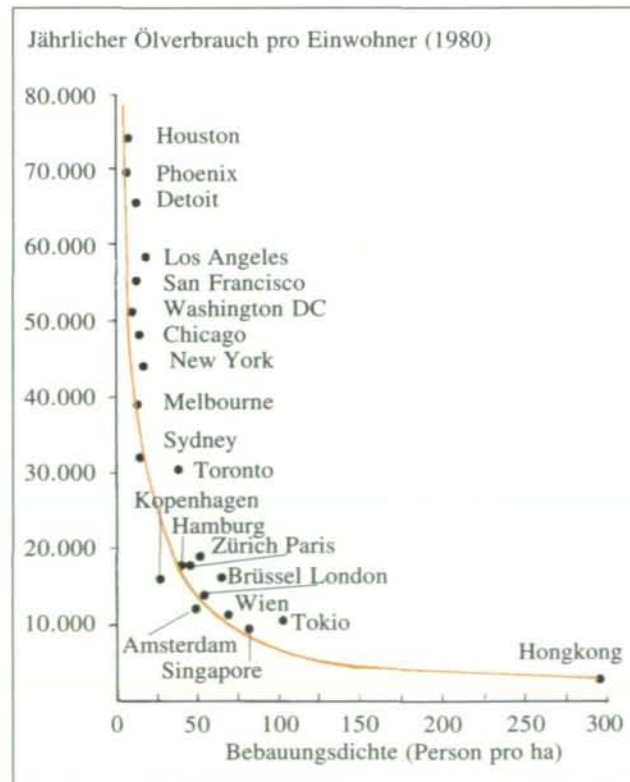 Jährlicher Ölverbrauch pro Einwohner (1980)
80.000
Houston
70.000
Phoenix
Detoit
60.000
Los Angeles
San Francisco
50.000
Washington DC
Chicago
New York
40.000
Melbourne
Sydney
30.000
Toronto
Kopenhagen
Hamburg
20.000
Zürich Paris
Brüssel London
Wien
10.000
Tokio
Amsterdam
Singapore
Hongkong
0 50 100 150 200 250 300
Bebauungsdichte (Person pro ha)